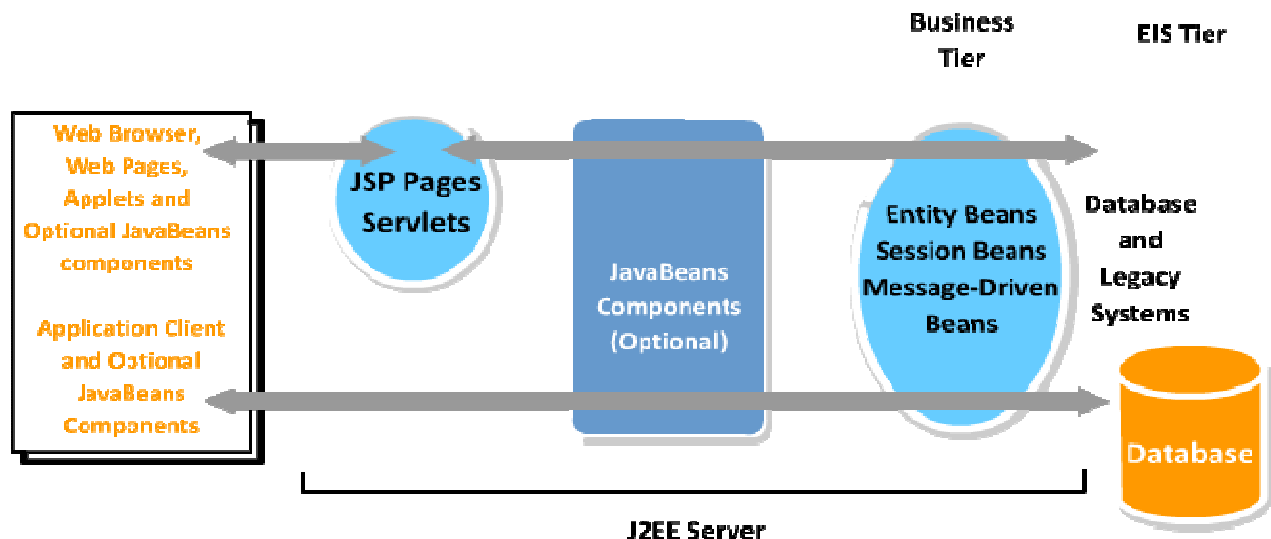 Business
Tier
EIS Tier
Web Browser,
Web Pages,
Applets and
Optional JavaBeans
components
Application Client
and Optional
JavaBeans
Components
JSP Pages
Servlets
JavaBeans
Components
(Optional)
Entity Beans
Session Beans
Message-Driven
Beans
Database
and
Legacy
Systems
Database
J2EE Server